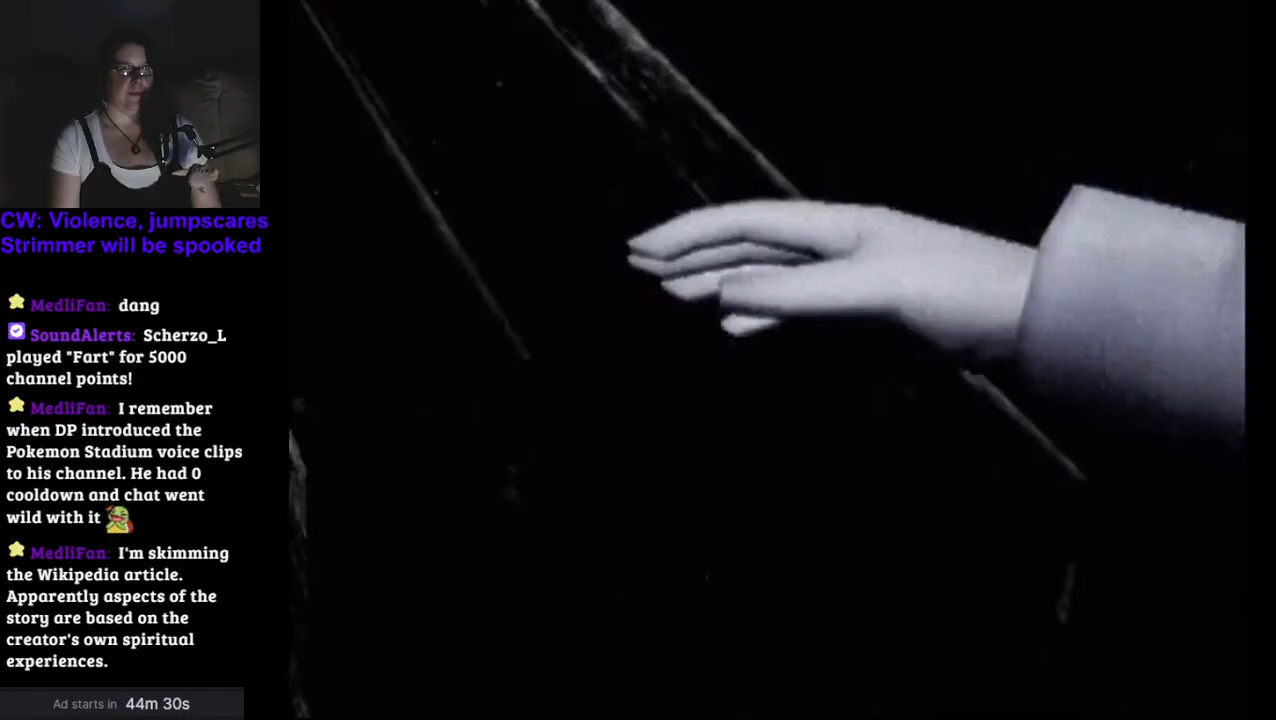 CW: Violence, jumpscares
Strimmer will be spooked
MedliFan: dang
SoundAlerts: Scherzo_L
played "Fart" for 5000
channel points!
MedliFan: I remember
when DP introduced the
Pokemon Stadium voice clips
to his channel. He had 0
cooldown and chat went
wild with it
MedliFan: I'm skimming
the Wikipedia article.
Apparently aspects of the
story are based on the
creator's own spiritual
experiences.
Ad starts in 44m 30s